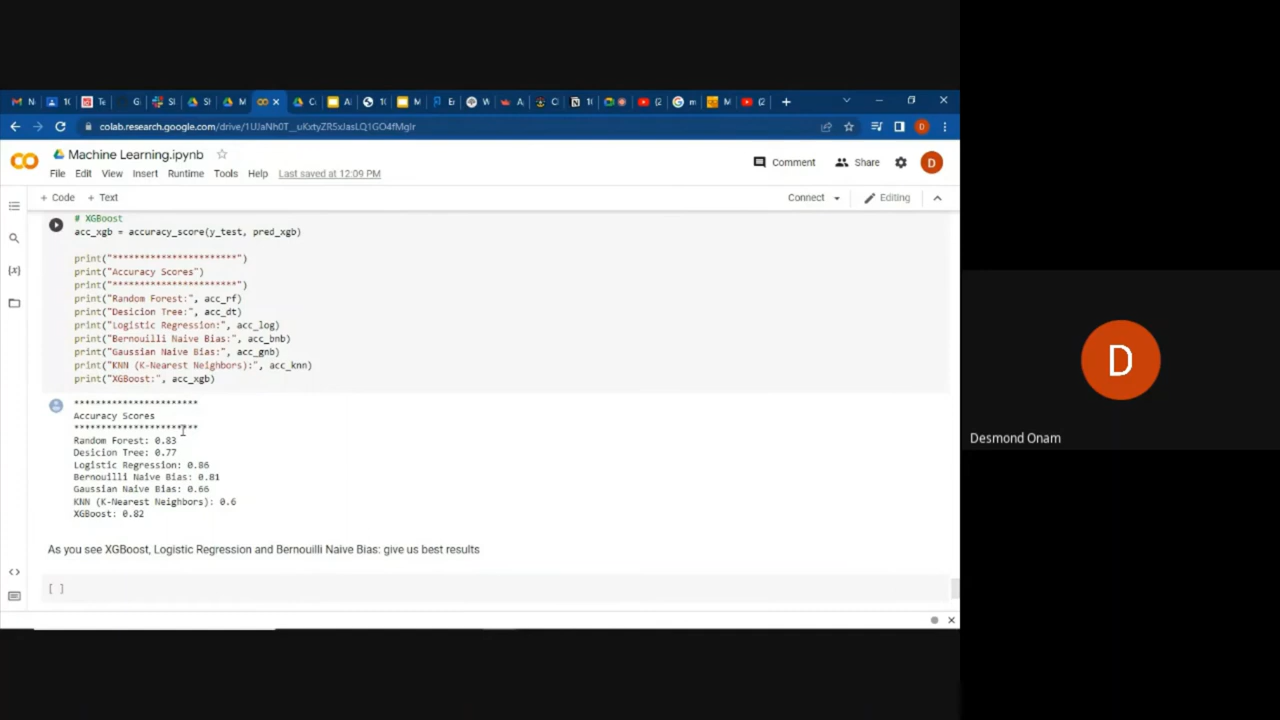 colab.research.google.com/drive/
Machine Learning.ipynb
File Edit View Insert Runtime Tools Help Last saved at 12:09 PM
Comment Share D
+ Code + Text
Connect Editing
# XGBoost
acc_xgb = accuracy_score(y_test, pred_xgb)
print("***********************")
print("Accuracy Scores")
print("***********************")
print("Random Forest:", acc_rf)
print("Desicion Tree:", acc_dt)
print("Logistic Regression:", acc_log)
print("Bernouilli Naive Bias:", acc_bnb)
print("Gaussian Naive Bias:", acc_gnb)
print("KNN (K-Nearest Neighbors):", acc_knn)
print("XGBoost:", acc_xgb)
***********************
Accuracy Scores
***********************
Random Forest: 0.83
Desicion Tree: 0.77
Logistic Regression: 0.86
Bernouilli Naive Bias: 0.81
Gaussian Naive Bias: 0.66
KNN (K-Nearest Neighbors): 0.6
XGBoost: 0.82
As you see XGBoost, Logistic Regression and Bernouilli Naive Bias: give us best results
[ ]
D
Desmond Onam